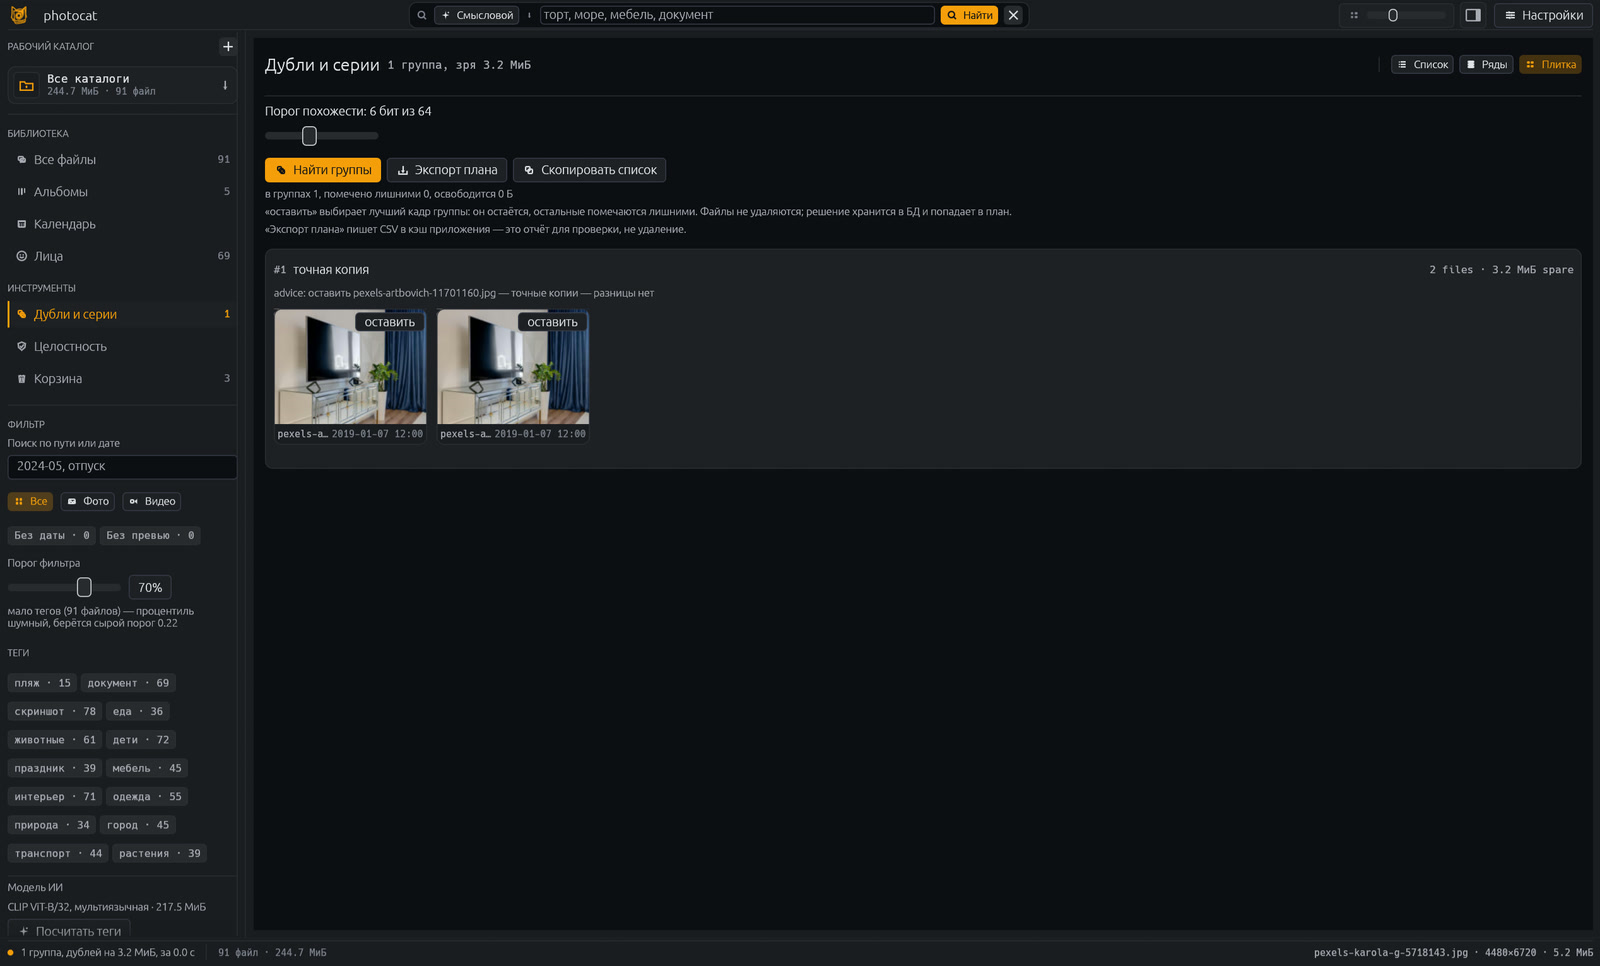 photocat
Смысловой
торт, море, мебель, документ
Найти
Настройки
РАБОЧИЙ КАТАЛОГ
Все каталоги
244.7 МиБ · 91 файл
БИБЛИОТЕКА
Все файлы 91
Альбомы 5
Календарь
Лица 69
ИНСТРУМЕНТЫ
Дубли и серии 1
Целостность
Корзина 3
ФИЛЬТР
Поиск по пути или дате
2024-05, отпуск
Все Фото Видео
Без даты · 0 Без превью · 0
Порог фильтра
70%
мало тегов (91 файлов) — процентиль
шумный, берётся сырой порог 0.22
ТЕГИ
пляж · 15 документ · 69
скриншот · 78 еда · 36
животные · 61 дети · 72
праздник · 39 мебель · 45
интерьер · 71 одежда · 55
природа · 34 город · 45
транспорт · 44 растения · 39
Модель ИИ
CLIP ViT-B/32, мультиязычная · 217.5 МиБ
Посчитать теги
Дубли и серии 1 группа, зря 3.2 МиБ
Список Ряды Плитка
Порог похожести: 6 бит из 64
Найти группы Экспорт плана Скопировать список
в группах 1, помечено лишними 0, освободится 0 Б
«оставить» выбирает лучший кадр группы: он остаётся, остальные помечаются лишними. Файлы не удаляются; решение хранится в БД и попадает в план.
«Экспорт плана» пишет CSV в кэш приложения — это отчёт для проверки, не удаление.
#1 точная копия 2 files · 3.2 МиБ spare
advice: оставить pexels-artbovich-11701160.jpg — точные копии — разницы нет
оставить оставить
pexels-a… 2019-01-07 12:00 pexels-a… 2019-01-07 12:00
1 группа, дублей на 3.2 МиБ, за 0.0 с 91 файл · 244.7 МиБ pexels-karola-g-5718143.jpg · 4480×6720 · 5.2 МиБ